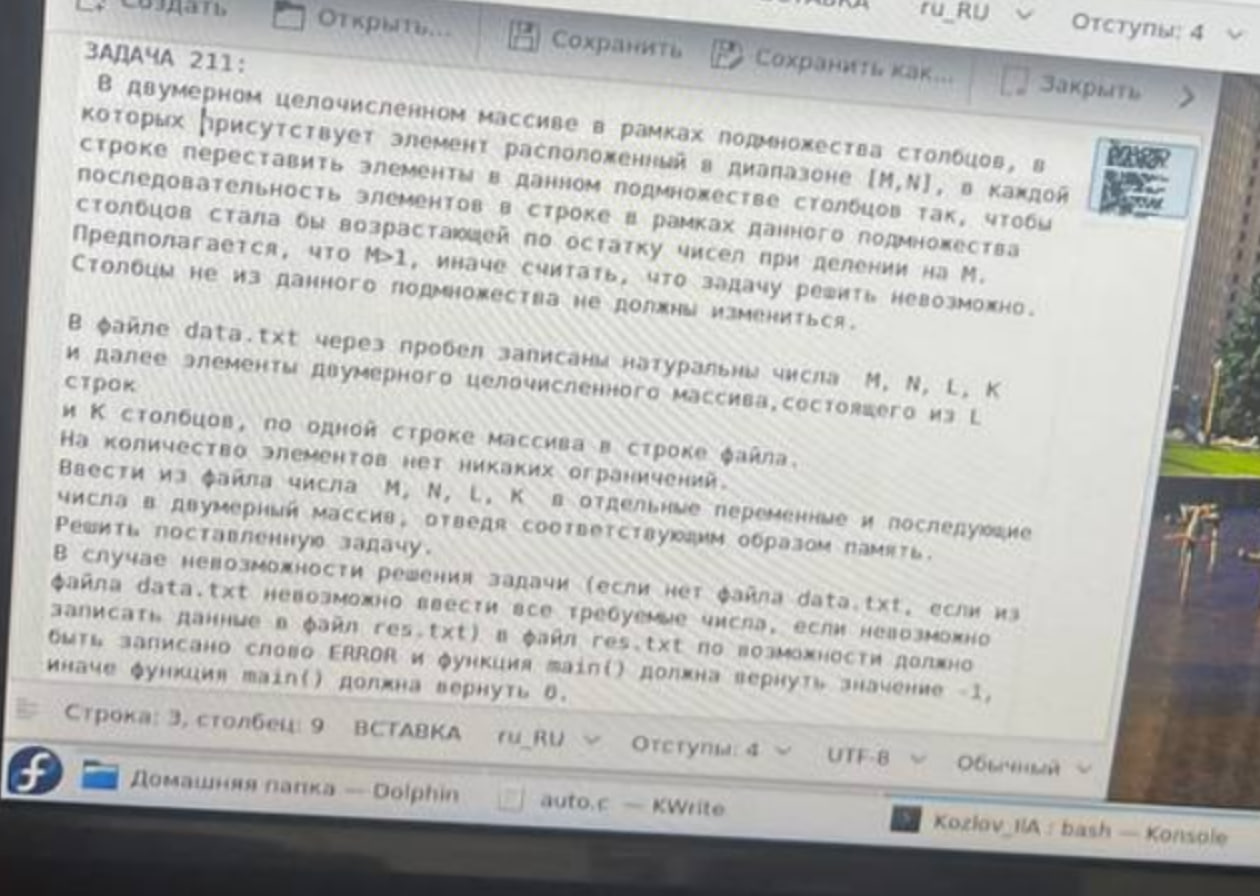 ВСТАВКА ru_RU Отступы: 4
Создать Открыть... Сохранить Сохранить как... Закрыть
ЗАДАЧА 211:
В двумерном целочисленном массиве в рамках подмножества столбцов, в
которых присутствует элемент расположенный в диапазоне [M,N], в каждой
строке переставить элементы в данном подмножестве столбцов так, чтобы
последовательность элементов в строке в рамках данного подмножества
столбцов стала бы возрастающей по остатку чисел при делении на M.
Предполагается, что M>1, иначе считать, что задачу решить невозможно.
Столбцы не из данного подмножества не должны измениться.
В файле data.txt через пробел записаны натуральны числа M, N, L, K
и далее элементы двумерного целочисленного массива,состоящего из L
строк
и K столбцов, по одной строке массива в строке файла.
На количество элементов нет никаких ограничений.
Ввести из файла числа M, N, L, K в отдельные переменные и последующие
числа в двумерный массив, отведя соответствующим образом память.
Решить поставленную задачу.
В случае невозможности решения задачи (если нет файла data.txt, если из
файла data.txt невозможно ввести все требуемые числа, если невозможно
записать данные в файл res.txt) в файл res.txt по возможности должно
быть записано слово ERROR и функция main() должна вернуть значение -1,
иначе функция main() должна вернуть 0.
Строка: 3, столбец: 9 ВСТАВКА ru_RU Отступы: 4 UTF-8 Обычный
Домашняя папка — Dolphin auto.c — KWrite Kozlov_IIA : bash — Konsole